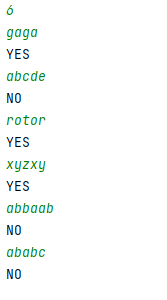 6
gaga
YES
abcde
NO
rotor
YES
xyzxy
YES
abbaab
NO
ababc
NO